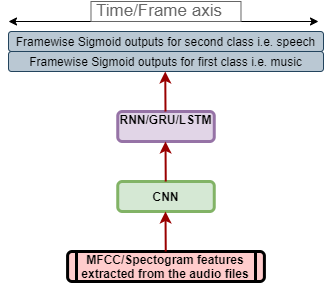 Time/Frame axis
Framewise Sigmoid outputs for second class i.e. speech
Framewise Sigmoid outputs for first class i.e. music
RNN/GRU/LSTM
CNN
MFCC/Spectogram features
extracted from the audio files